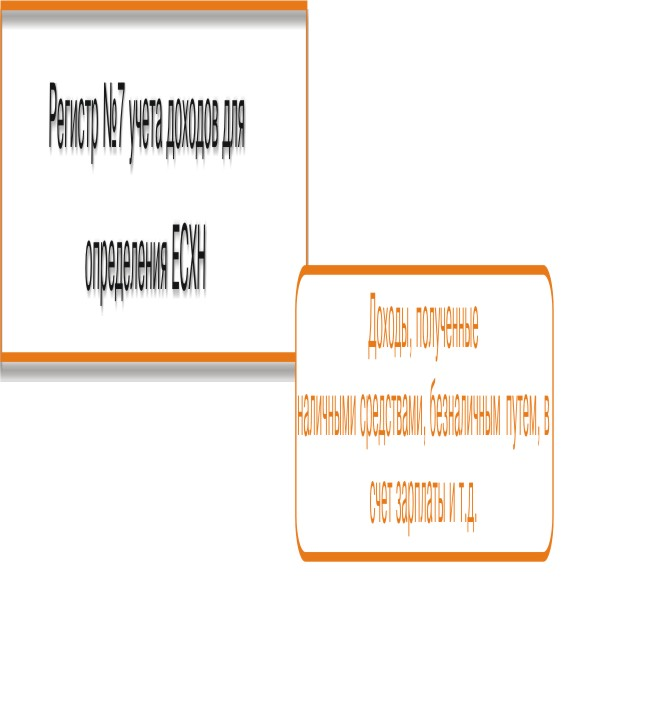 Регистр №7 учета доходов для
определения ЕСХН
Доходы, полученные
наличными средствами, безналичным путем, в
счет зарплаты и т.д.